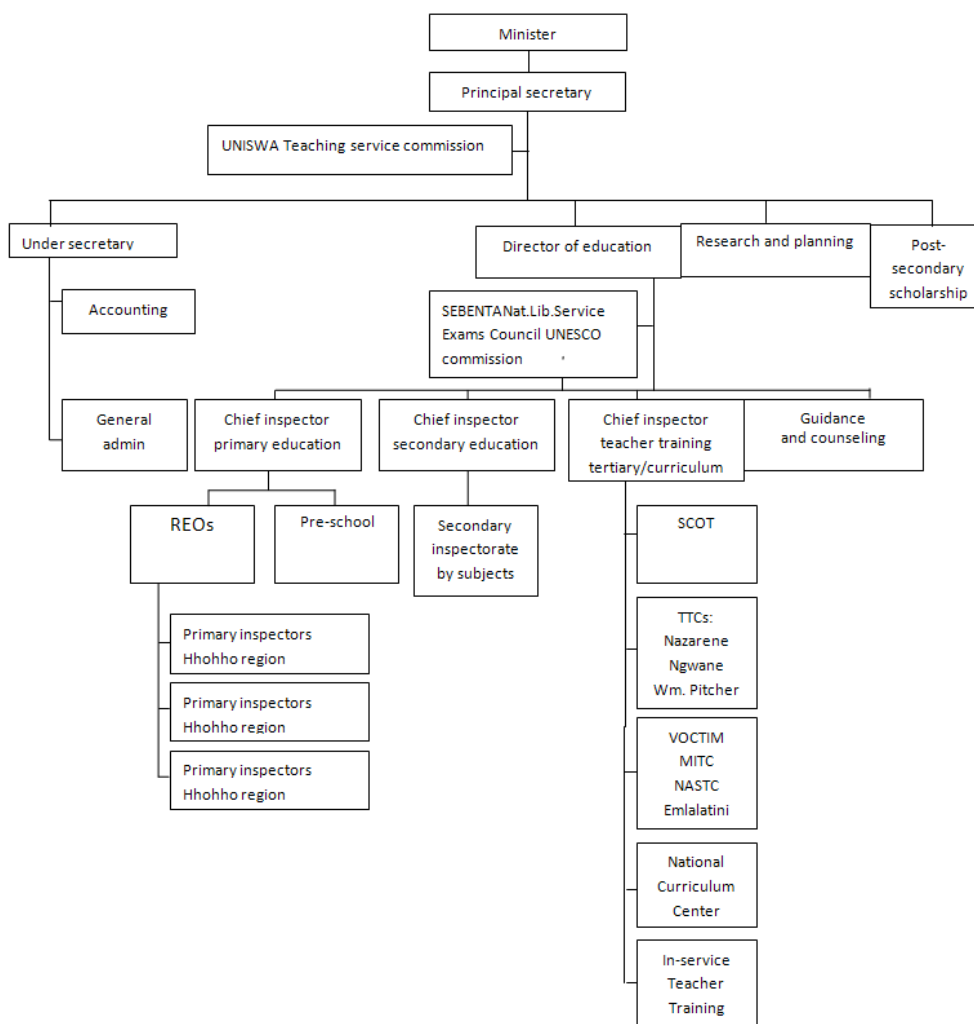 Minister
Principal secretary
UNISWA Teaching service commission
Under secretary
Director of education
Research and planning
Post-
secondary
scholarship
Accounting
SEBENTANat.Lib.Service
Exams Council UNESCO
commission
General
admin
Chief inspector
primary education
Chief inspector
secondary education
Chief inspector
teacher training
tertiary/curriculum
Guidance
and counseling
REOs
Pre-school
Secondary
inspectorate
by subjects
SCOT
Primary inspectors
Hhohho region
Primary inspectors
Hhohho region
Primary inspectors
Hhohho region
TTCs:
Nazarene
Ngwane
Wm. Pitcher
VOCTIM
MITC
NASTC
Emlalatini
National
Curriculum
Center
In-service
Teacher
Training